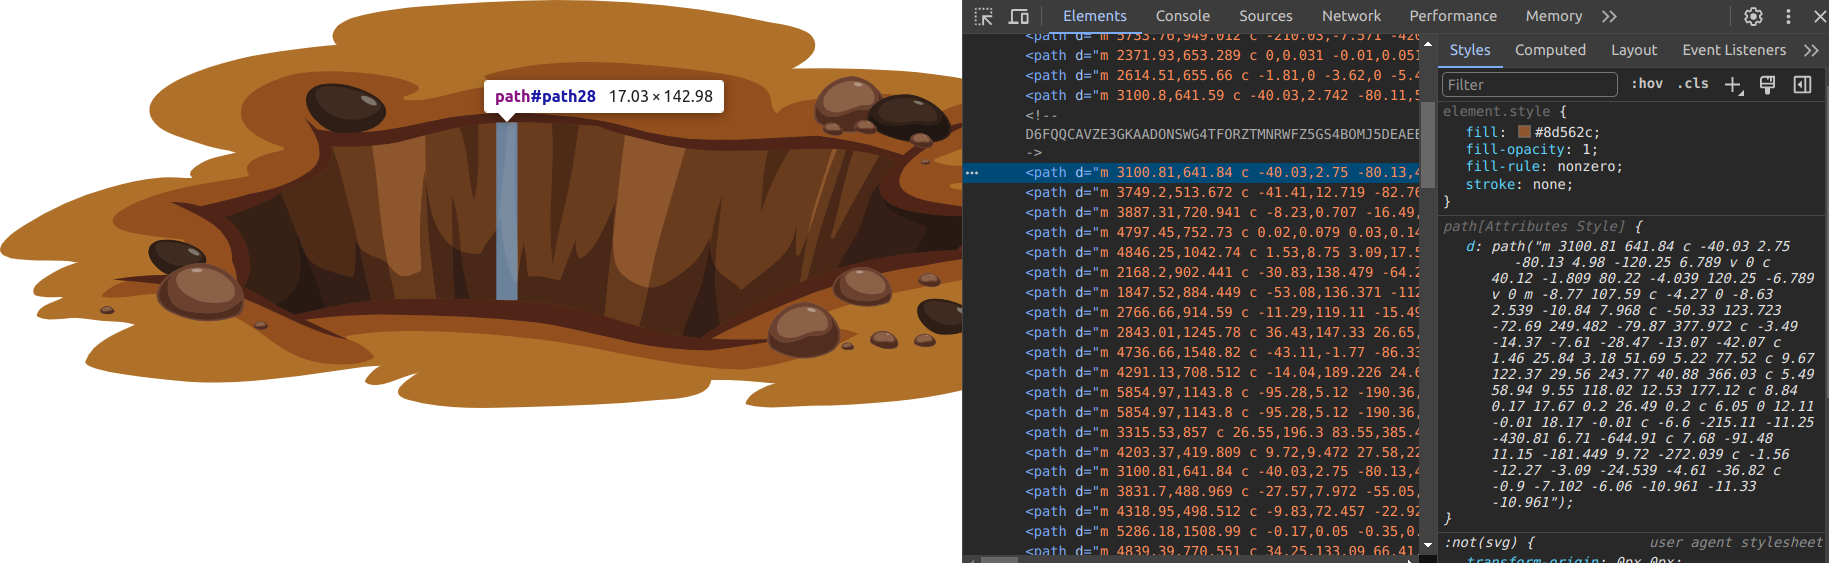 path#path28 17.03 × 142.98
Elements Console Sources Network Performance Memory
<path d="m 5733.76,949.012 c -210.03,-7.571 -420
<path d="m 2371.93,653.289 c 0,0.031 -0.01,0.051
<path d="m 2614.51,655.66 c -1.81,0 -3.62,0 -5.4
<path d="m 3100.8,641.59 c -40.03,2.742 -80.11,5
<!--
D6FQQCAVZE3GKAADONSWG4TFORZTMNRWFZ5GS4BOMJ5DEAEE
->
<path d="m 3100.81,641.84 c -40.03,2.75 -80.13,4
<path d="m 3749.2,513.672 c -41.41,12.719 -82.76
<path d="m 3887.31,720.941 c -8.23,0.707 -16.49,
<path d="m 4797.45,752.73 c 0.02,0.079 0.03,0.14
<path d="m 4846.25,1042.74 c 1.53,8.75 3.09,17.5
<path d="m 2168.2,902.441 c -30.83,138.479 -64.2
<path d="m 1847.52,884.449 c -53.08,136.371 -112
<path d="m 2766.66,914.59 c -11.29,119.11 -15.49
<path d="m 2843.01,1245.78 c 36.43,147.33 26.65,
<path d="m 4736.66,1548.82 c -43.11,-1.77 -86.33
<path d="m 4291.13,708.512 c -14.04,189.226 24.6
<path d="m 5854.97,1143.8 c -95.28,5.12 -190.36,
<path d="m 5854.97,1143.8 c -95.28,5.12 -190.36,
<path d="m 3315.53,857 c 26.55,196.3 83.55,385.4
<path d="m 4203.37,419.809 c 9.72,9.472 27.58,22
<path d="m 3100.81,641.84 c -40.03,2.75 -80.13,4
<path d="m 3831.7,488.969 c -27.57,7.972 -55.05,
<path d="m 4318.95,498.512 c -9.83,72.457 -22.92
<path d="m 5286.18,1508.99 c -0.17,0.05 -0.35,0.
<path d="m 4839.39,770.551 c 34.25,133.09 66.41
Styles Computed Layout Event Listeners
Filter :hov .cls
element.style {
fill: #8d562c;
fill-opacity: 1;
fill-rule: nonzero;
stroke: none;
}
path[Attributes Style] {
d: path("m 3100.81 641.84 c -40.03 2.75
-80.13 4.98 -120.25 6.789 v 0 c
40.12 -1.809 80.22 -4.039 120.25 -6.789
v 0 m -8.77 107.59 c -4.27 0 -8.63
2.539 -10.84 7.968 c -50.33 123.723
-72.69 249.482 -79.87 377.972 c -3.49
-14.37 -7.61 -28.47 -13.07 -42.07 c
1.46 25.84 3.18 51.69 5.22 77.52 c 9.67
122.37 29.56 243.77 40.88 366.03 c 5.49
58.94 9.55 118.02 12.53 177.12 c 8.84
0.17 17.67 0.2 26.49 0.2 c 6.05 0 12.11
-0.01 18.17 -0.01 c -6.6 -215.11 -11.25
-430.81 6.71 -644.91 c 7.68 -91.48
11.15 -181.449 9.72 -272.039 c -1.56
-12.27 -3.09 -24.539 -4.61 -36.82 c
-0.9 -7.102 -6.06 -10.961 -11.33
-10.961");
}
:not(svg) { user agent stylesheet
transform-origin: 0px 0px;